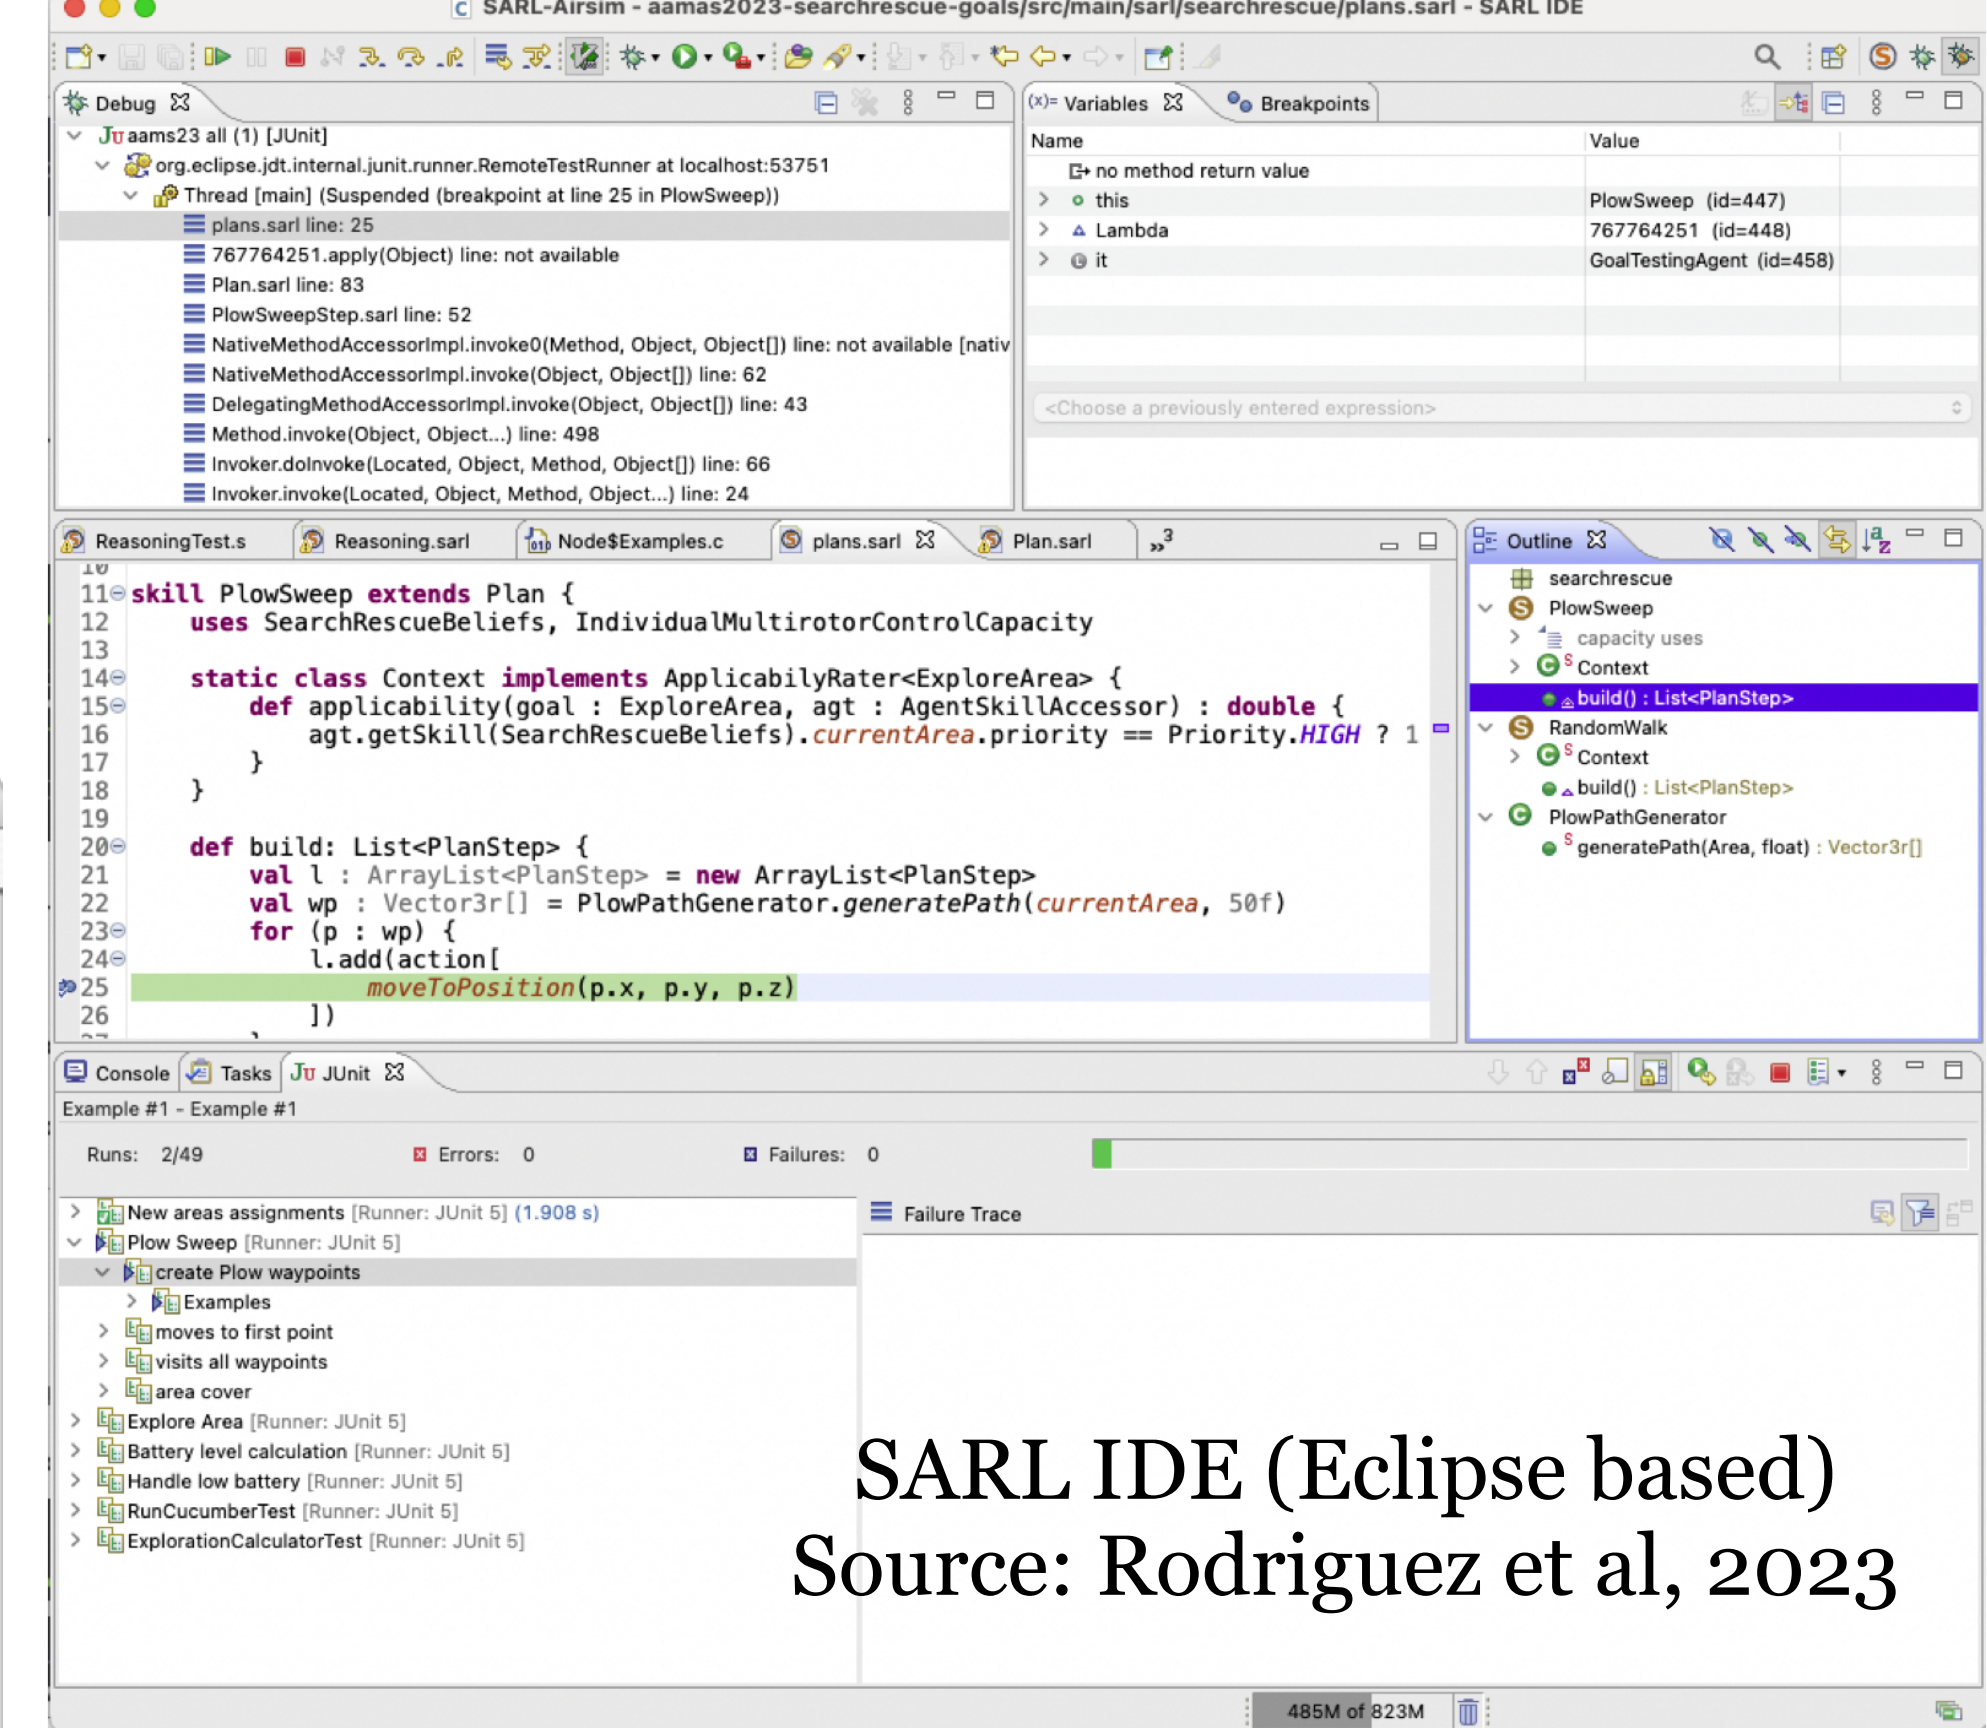 SARL-Airsim - aamas2023-searchrescue-goals/src/main/sarl/searchrescue/plans.sarl - SARL IDE
Debug
aams23 all (1) [JUnit]
org.eclipse.jdt.internal.junit.runner.RemoteTestRunner at localhost:53751
Thread [main] (Suspended (breakpoint at line 25 in PlowSweep))
plans.sarl line: 25
767764251.apply(Object) line: not available
Plan.sarl line: 83
PlowSweepStep.sarl line: 52
NativeMethodAccessorImpl.invoke0(Method, Object, Object[]) line: not available [nativ
NativeMethodAccessorImpl.invoke(Object, Object[]) line: 62
DelegatingMethodAccessorImpl.invoke(Object, Object[]) line: 43
Method.invoke(Object, Object...) line: 498
Invoker.doInvoke(Located, Object, Method, Object[]) line: 66
Invoker.invoke(Located, Object, Method, Object...) line: 24
(x)= Variables Breakpoints
Name Value
no method return value
this PlowSweep (id=447)
Lambda 767764251 (id=448)
it GoalTestingAgent (id=458)
<Choose a previously entered expression>
ReasoningTest.s Reasoning.sarl Node$Examples.c plans.sarl Plan.sarl »3
10
11 skill PlowSweep extends Plan {
12 uses SearchRescueBeliefs, IndividualMultirotorControlCapacity
13
14 static class Context implements ApplicabilyRater<ExploreArea> {
15 def applicability(goal : ExploreArea, agt : AgentSkillAccessor) : double {
16 agt.getSkill(SearchRescueBeliefs).currentArea.priority == Priority.HIGH ? 1
17 }
18 }
19
20 def build: List<PlanStep> {
21 val l : ArrayList<PlanStep> = new ArrayList<PlanStep>
22 val wp : Vector3r[] = PlowPathGenerator.generatePath(currentArea, 50f)
23 for (p : wp) {
24 l.add(action[
25 moveToPosition(p.x, p.y, p.z)
26 ])
Outline
searchrescue
PlowSweep
capacity uses
Context
build() : List<PlanStep>
RandomWalk
Context
build() : List<PlanStep>
PlowPathGenerator
generatePath(Area, float) : Vector3r[]
Console Tasks JU JUnit
Example #1 - Example #1
Runs: 2/49 Errors: 0 Failures: 0
New areas assignments [Runner: JUnit 5] (1.908 s)
Plow Sweep [Runner: JUnit 5]
create Plow waypoints
Examples
moves to first point
visits all waypoints
area cover
Explore Area [Runner: JUnit 5]
Battery level calculation [Runner: JUnit 5]
Handle low battery [Runner: JUnit 5]
RunCucumberTest [Runner: JUnit 5]
ExplorationCalculatorTest [Runner: JUnit 5]
Failure Trace
SARL IDE (Eclipse based)
Source: Rodriguez et al, 2023
485M of 823M